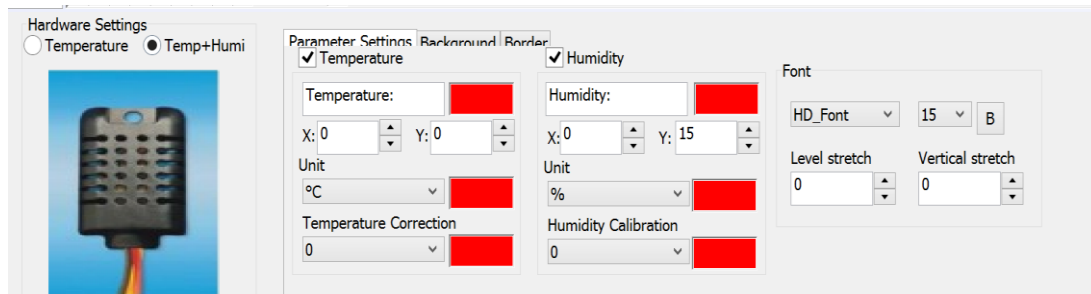 Hardware Settings
Temperature Temp+Humi
Parameter Settings Background Border
Temperature
Temperature:
X: 0 Y: 0
Unit
°C
Temperature Correction
0
Humidity
Humidity:
X: 0 Y: 15
Unit
%
Humidity Calibration
0
Font
HD_Font 15 B
Level stretch Vertical stretch
0 0